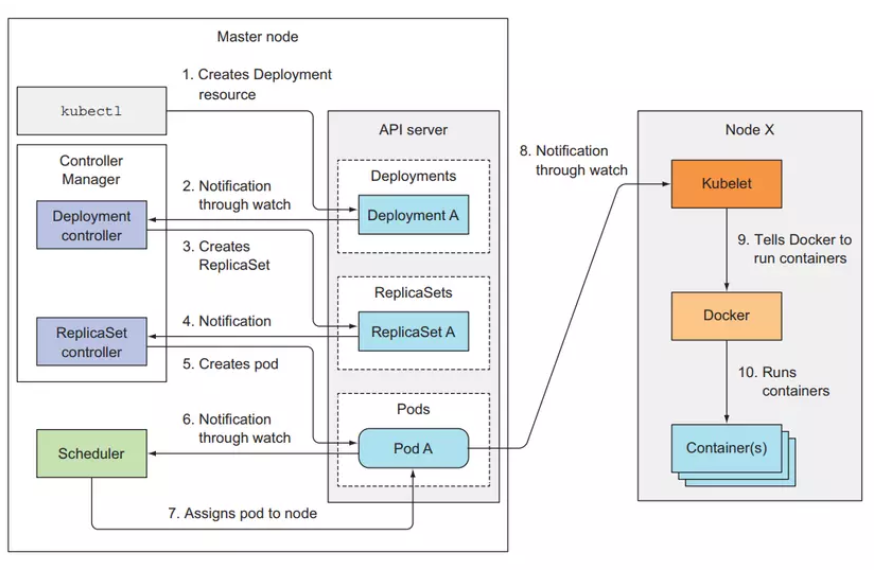 Master node
1. Creates Deployment
resource
kubectl
Controller
Manager
Deployment
controller
ReplicaSet
controller
2. Notification
through watch
3. Creates
ReplicaSet
4. Notification
5. Creates pod
6. Notification
through watch
Scheduler
7. Assigns pod to node
API server
Deployments
Deployment A
ReplicaSets
ReplicaSet A
Pods
Pod A
8. Notification
through watch
Node X
Kubelet
9. Tells Docker to
run containers
Docker
10. Runs
containers
Container(s)